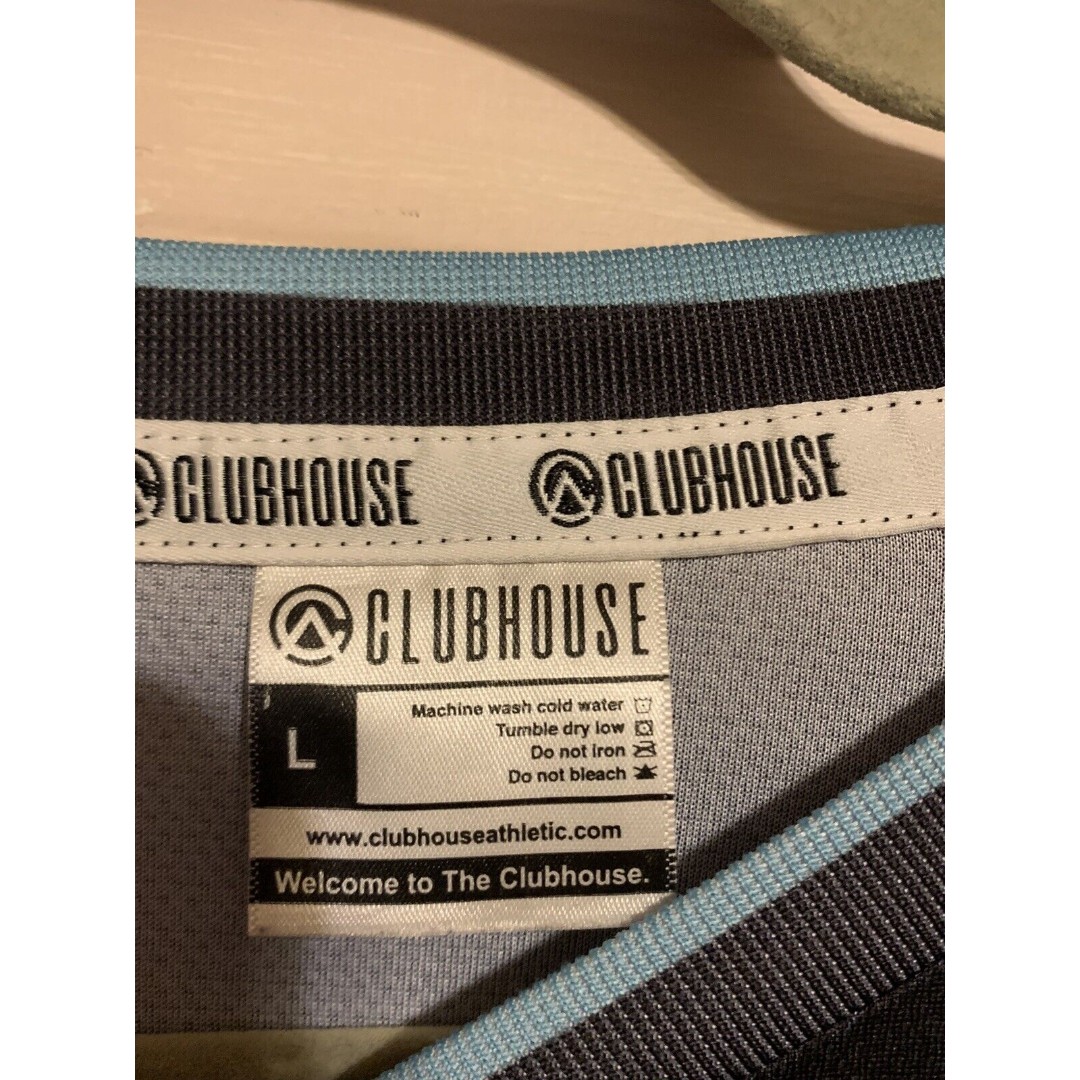 CLUBHOUSE CLUBHOUSE
CLUBHOUSE
L
Machine wash cold water
Tumble dry low
Do not iron
Do not bleach
www.clubhouseathletic.com
Welcome to The Clubhouse.